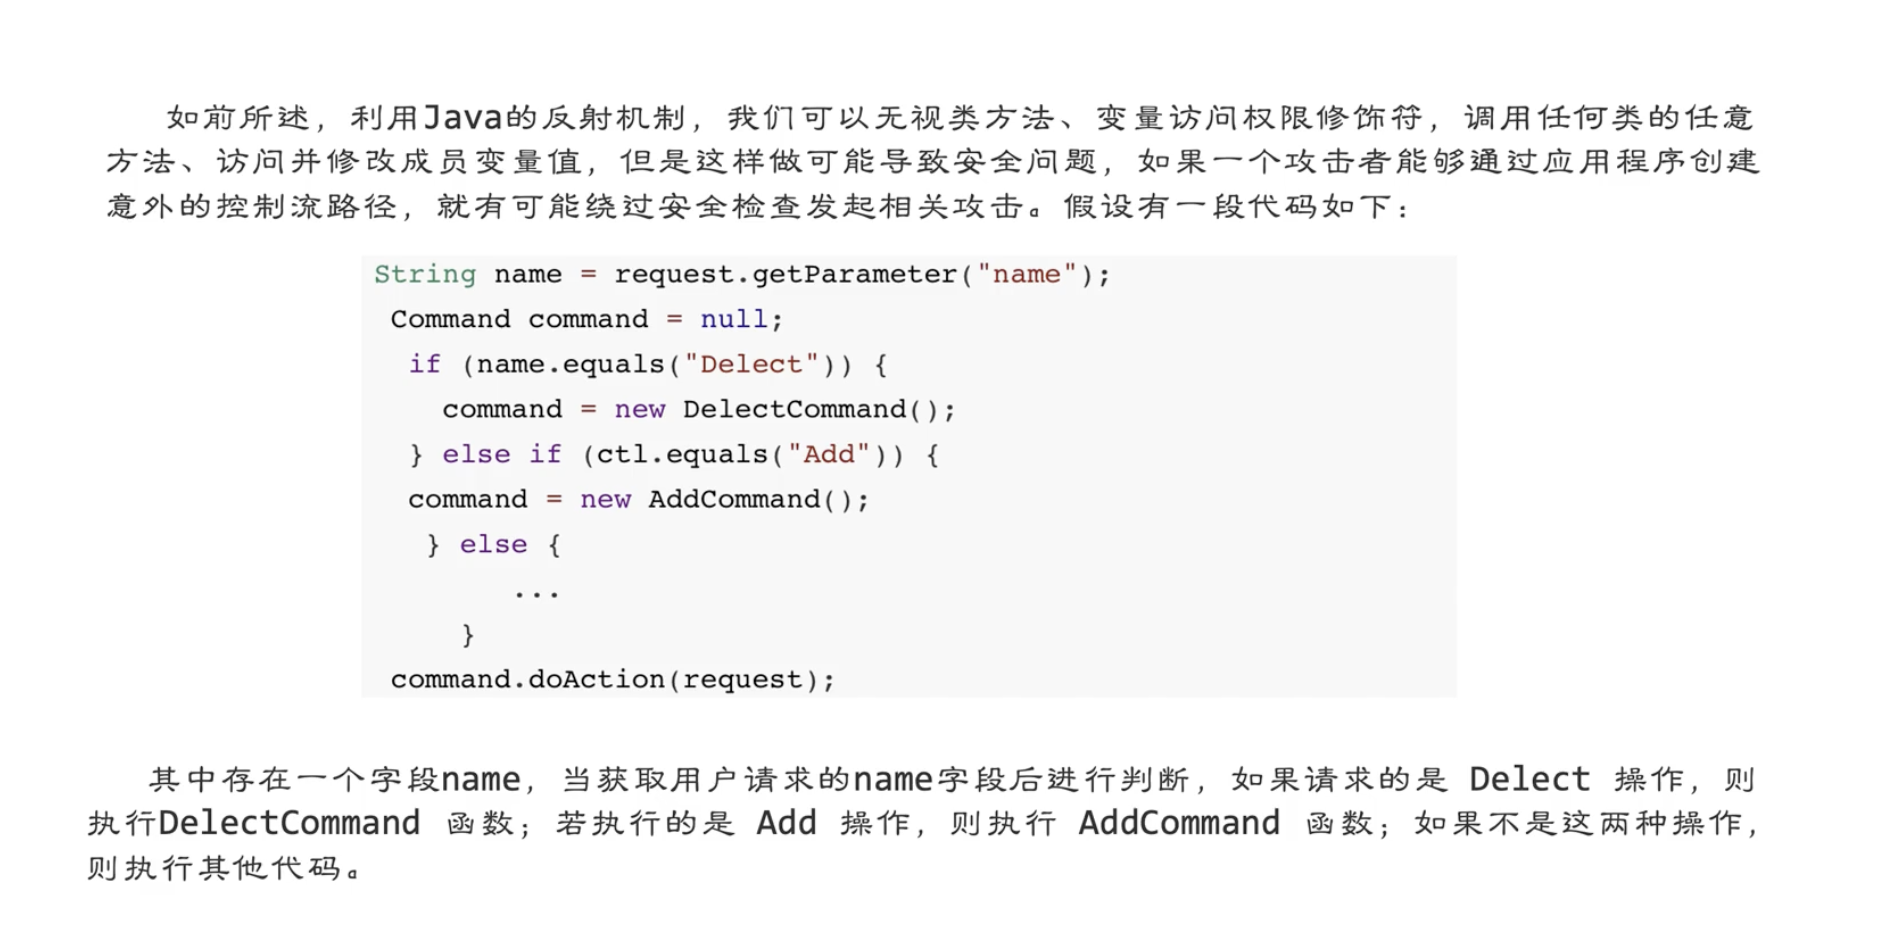 如前所述，利用Java的反射机制，我们可以无视类方法、变量访问权限修饰符，调用任何类的任意
方法、访问并修改成员变量值，但是这样做可能导致安全问题，如果一个攻击者能够通过应用程序创建
意外的控制流路径，就有可能绕过安全检查发起相关攻击。假设有一段代码如下：
String name = request.getParameter("name");
Command command = null;
if (name.equals("Delect")) {
command = new DelectCommand();
} else if (ctl.equals("Add")) {
command = new AddCommand();
} else {
...
}
command.doAction(request);
其中存在一个字段name，当获取用户请求的name字段后进行判断，如果请求的是 Delect 操作，则
执行DelectCommand 函数；若执行的是 Add 操作，则执行 AddCommand 函数；如果不是这两种操作，
则执行其他代码。